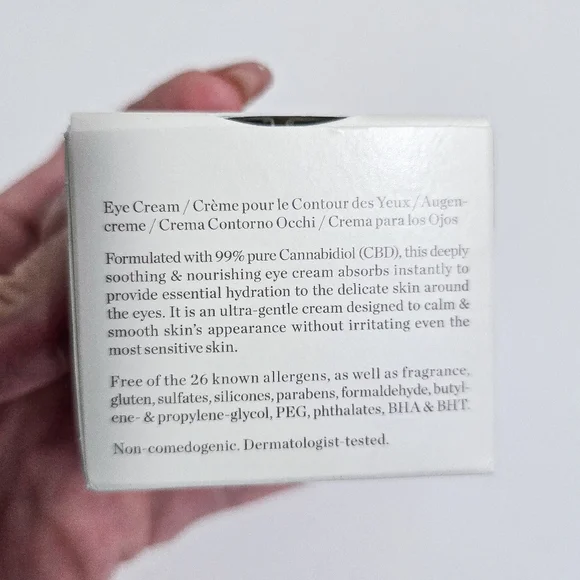 Eye Cream / Crème pour le Contour des Yeux / Augen-
creme / Crema Contorno Occhi / Crema para los Ojos
Formulated with 99% pure Cannabidiol (CBD), this deeply
soothing & nourishing eye cream absorbs instantly to
provide essential hydration to the delicate skin around
the eyes. It is an ultra-gentle cream designed to calm &
smooth skin's appearance without irritating even the
most sensitive skin.
Free of the 26 known allergens, as well as fragrance,
gluten, sulfates, silicones, parabens, formaldehyde, butyl-
ene- & propylene-glycol, PEG, phthalates, BHA & BHT.
Non-comedogenic. Dermatologist-tested.